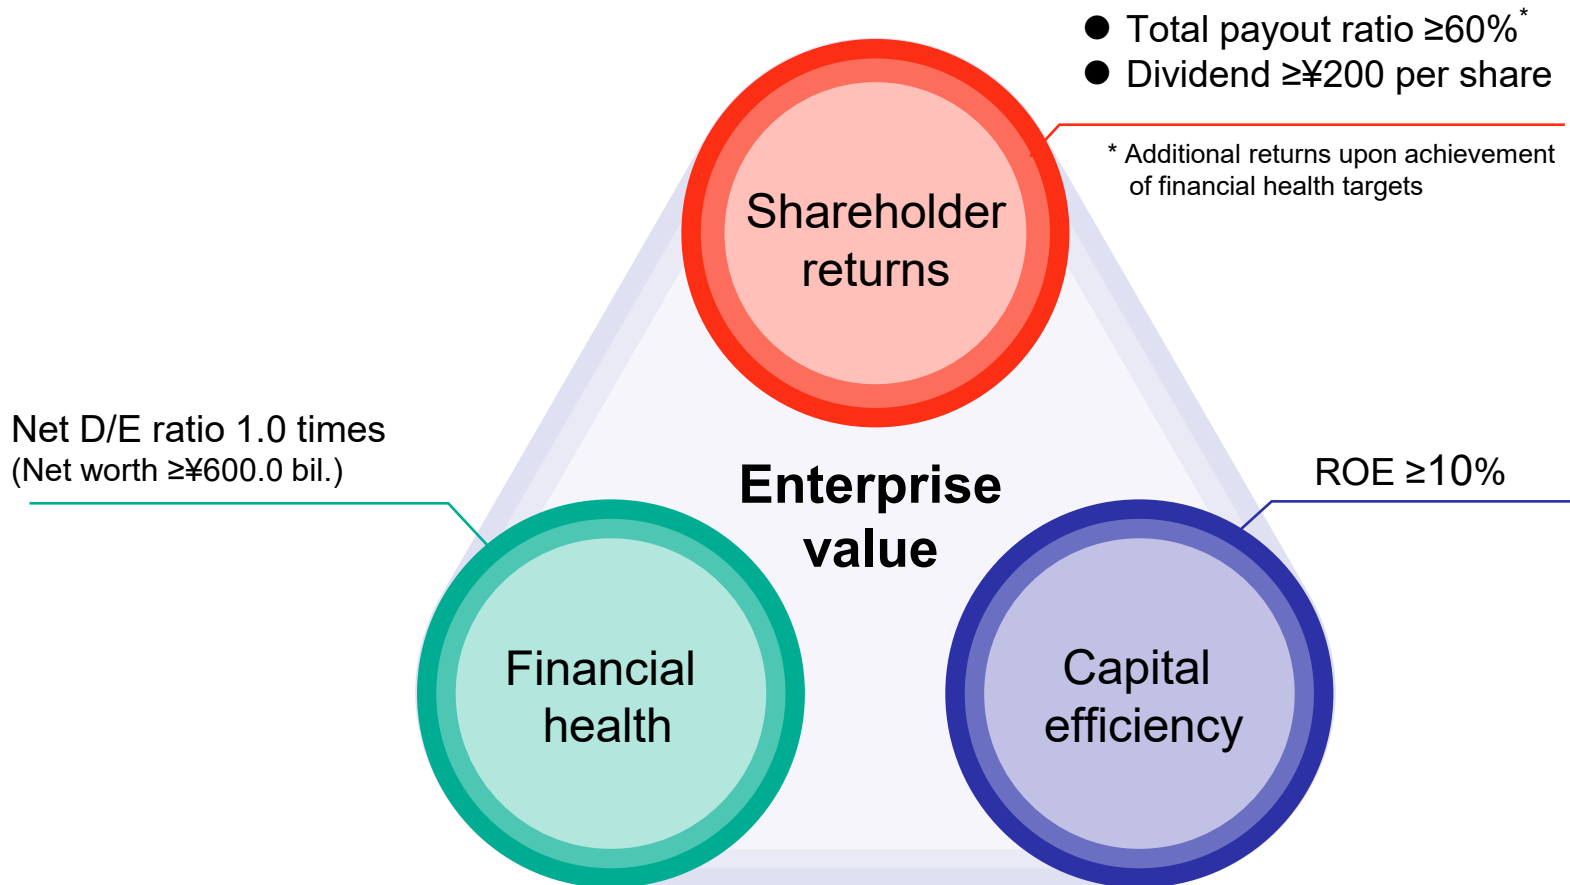 ● Total payout ratio ≥60%*
● Dividend ≥¥200 per share
* Additional returns upon achievement
of financial health targets
Shareholder
returns
Net D/E ratio 1.0 times
(Net worth ≥¥600.0 bil.)
Enterprise
value
ROE ≥10%
Financial
health
Capital
efficiency